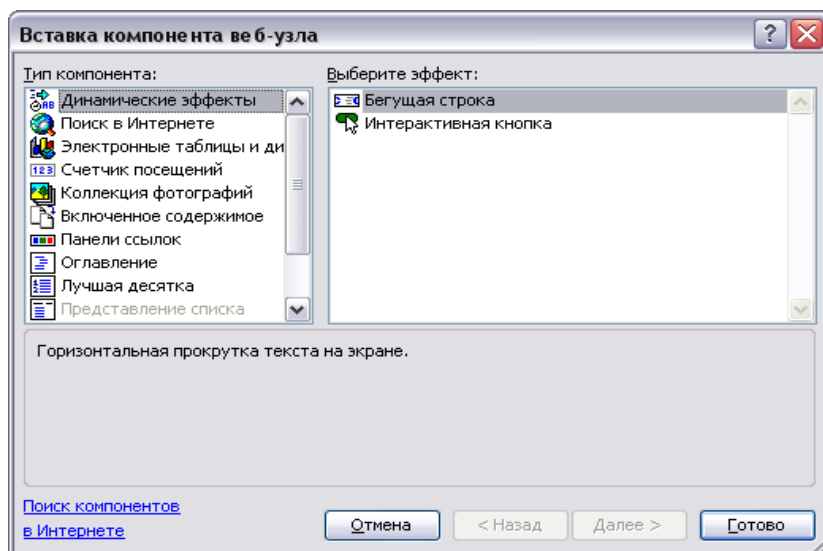 Вставка компонента веб-узла
Тип компонента:
Динамические эффекты
Поиск в Интернете
Электронные таблицы и ди
123 Счетчик посещений
Коллекция фотографий
Включенное содержимое
Панели ссылок
Оглавление
Лучшая десятка
Представление списка
Выберите эффект:
Бегущая строка
Интерактивная кнопка
Горизонтальная прокрутка текста на экране.
Поиск компонентов
в Интернете
Отмена
< Назад
Далее >
Готово